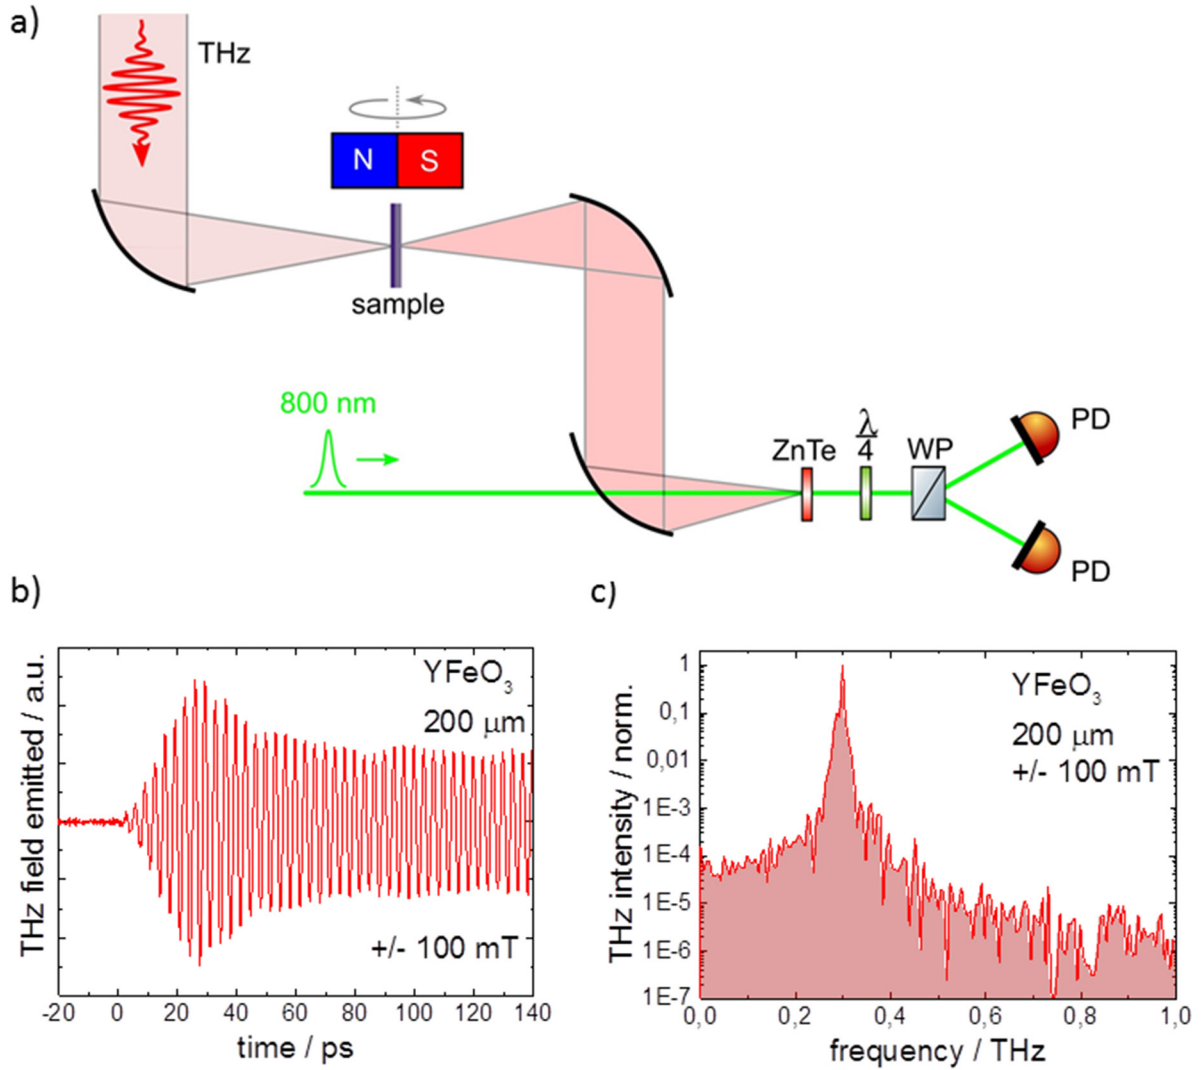 a)
THz
N S
sample
800 nm
ZnTe
λ/4
WP
PD
PD
b)
THz field emitted / a.u.
YFeO₃
200 μm
+/- 100 mT
-20 0 20 40 60 80 100 120 140
time / ps
c)
THz intensity / norm.
1
0,1
0,01
1E-3
1E-4
1E-5
1E-6
1E-7
YFeO₃
200 μm
+/- 100 mT
0,0 0,2 0,4 0,6 0,8 1,0
frequency / THz